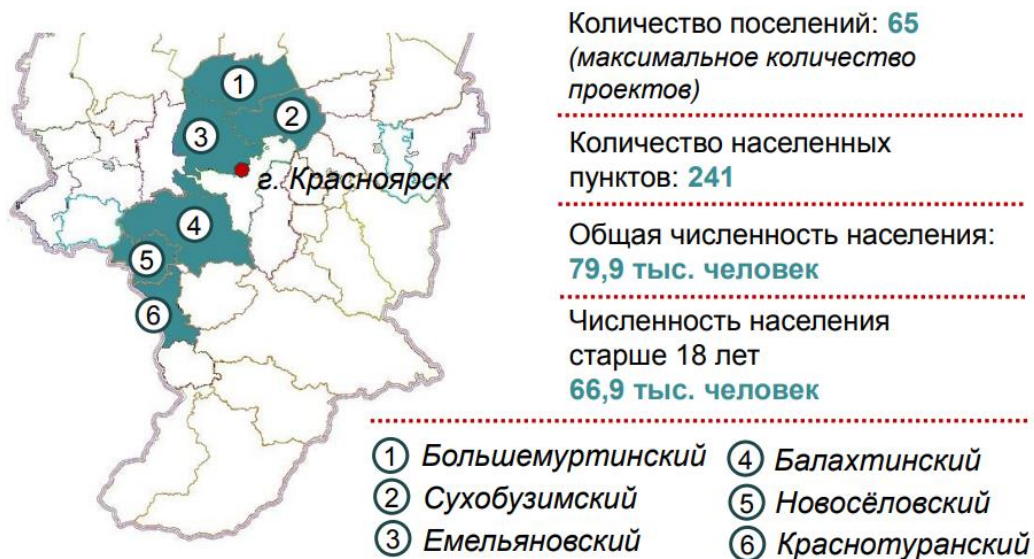 Количество поселений: 65
(максимальное количество
проектов)
Количество населенных
пунктов: 241
Общая численность населения:
79,9 тыс. человек
Численность населения
старше 18 лет
66,9 тыс. человек
1
2
3
г. Красноярск
4
5
6
1 Большемуртинский
2 Сухобузимский
3 Емельяновский
4 Балахтинский
5 Новосёловский
6 Краснотуранский